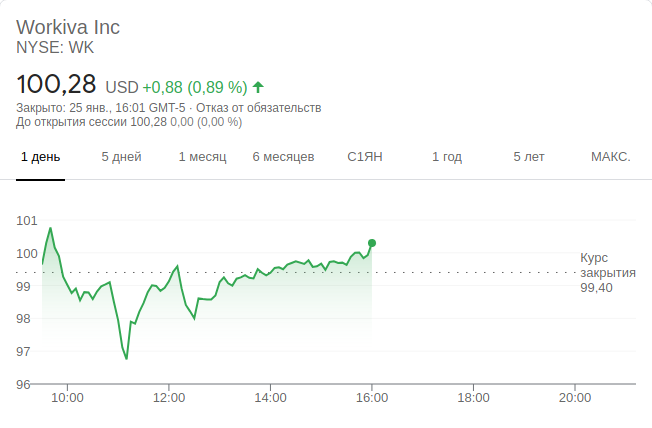 Workiva Inc
NYSE: WK
100,28 USD +0,88 (0,89 %)
Закрыто: 25 янв., 16:01 GMT-5 · Отказ от обязательств
До открытия сессии 100,28 0,00 (0,00 %)
1 день 5 дней 1 месяц 6 месяцев С1ЯН 1 год 5 лет МАКС.
101
100
99
98
97
96
Курс
закрытия
99,40
10:00 12:00 14:00 16:00 18:00 20:00